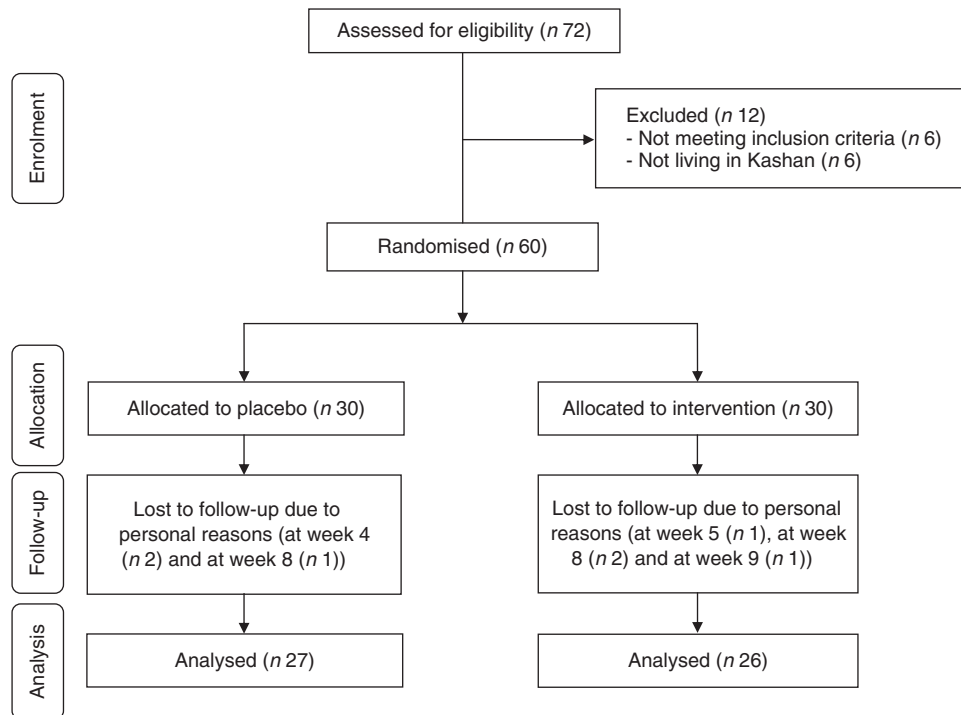 Assessed for eligibility (n 72)
Enrolment
Excluded (n 12)
- Not meeting inclusion criteria (n 6)
- Not living in Kashan (n 6)
Randomised (n 60)
Allocation
Allocated to placebo (n 30)
Allocated to intervention (n 30)
Follow-up
Lost to follow-up due to
personal reasons (at week 4
(n 2) and at week 8 (n 1))
Lost to follow-up due to personal
reasons (at week 5 (n 1), at week
8 (n 2) and at week 9 (n 1))
Analysis
Analysed (n 27)
Analysed (n 26)